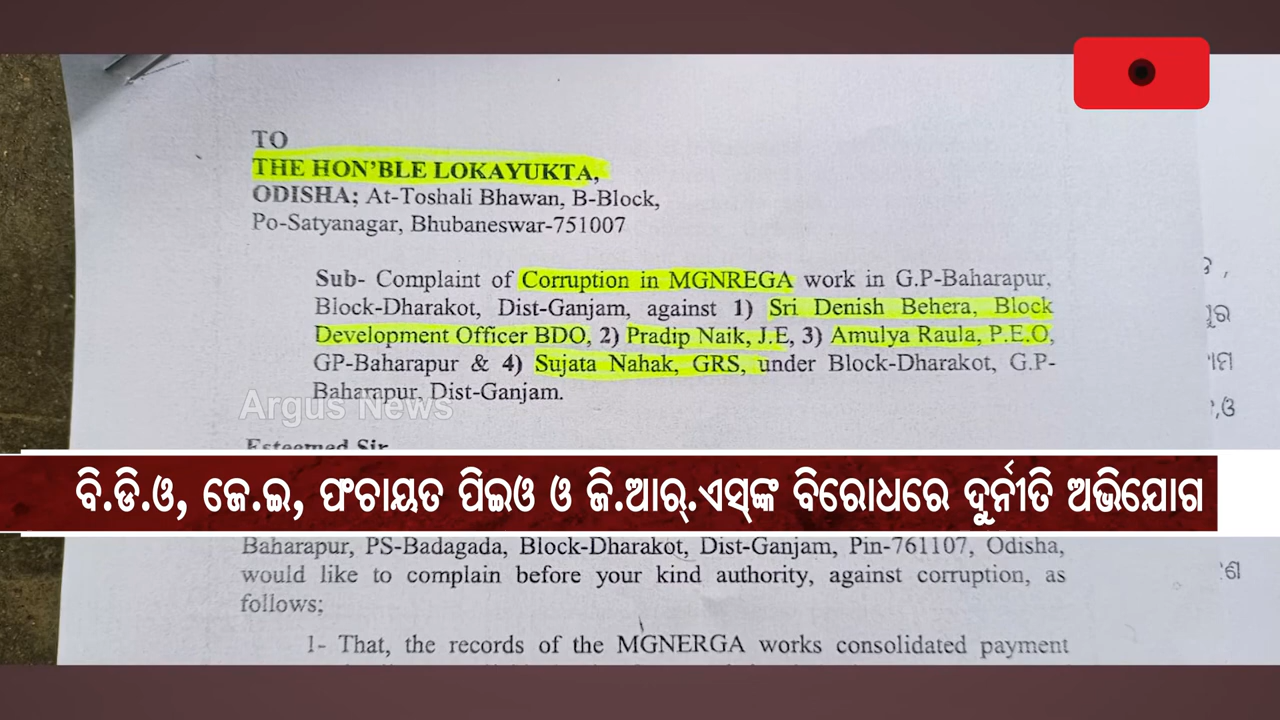 TO
THE HON'BLE LOKAYUKTA,
ODISHA; At-Toshali Bhawan, B-Block,
Po-Satyanagar, Bhubaneswar-751007
Sub- Complaint of Corruption in MGNREGA work in G.P-Baharapur,
Block-Dharakot, Dist-Ganjam, against 1) Sri Denish Behera, Block
Development Officer BDO, 2) Pradip Naik, J.E, 3) Amulya Raula, P.E.O,
GP-Baharapur & 4) Sujata Nahak, GRS, under Block-Dharakot, G.P-
Baharapur, Dist-Ganjam.
Argus News
Esteemed Sir
ବି.ଡି.ଓ, ଜେ.ଇ, ପଂଚାୟତ ପିଇଓ ଓ ଜି.ଆର୍.ଏସ୍‌ଙ୍କ ବିରୋଧରେ ଦୁର୍ନୀତି ଅଭିଯୋଗ
Baharapur, PS-Badagada, Block-Dharakot, Dist-Ganjam, Pin-761107, Odisha,
would like to complain before your kind authority, against corruption, as
follows;
1- That, the records of the MGNERGA works consolidated payment